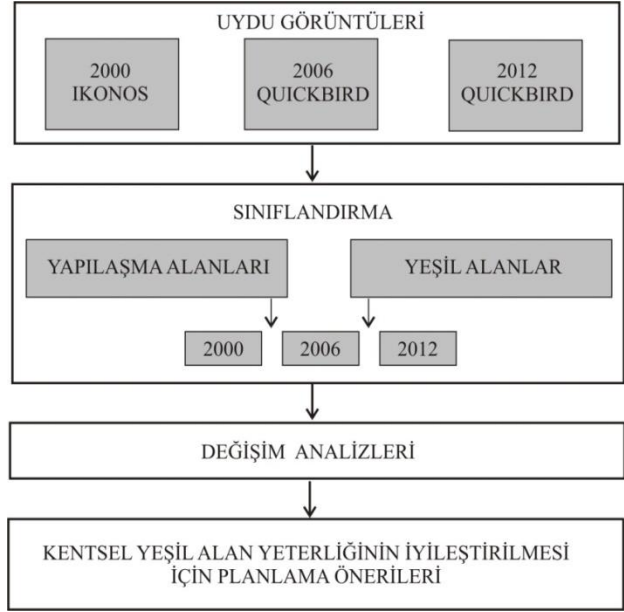 UYDU GÖRÜNTÜLERİ
2000
IKONOS
2006
QUICKBIRD
2012
QUICKBIRD
SINIFLANDIRMA
YAPILAŞMA ALANLARI
YEŞİL ALANLAR
2000
2006
2012
DEĞİŞİM ANALİZLERİ
KENTSEL YEŞİL ALAN YETERLİĞİNİN İYİLEŞTİRİLMESİ
İÇİN PLANLAMA ÖNERİLERİ